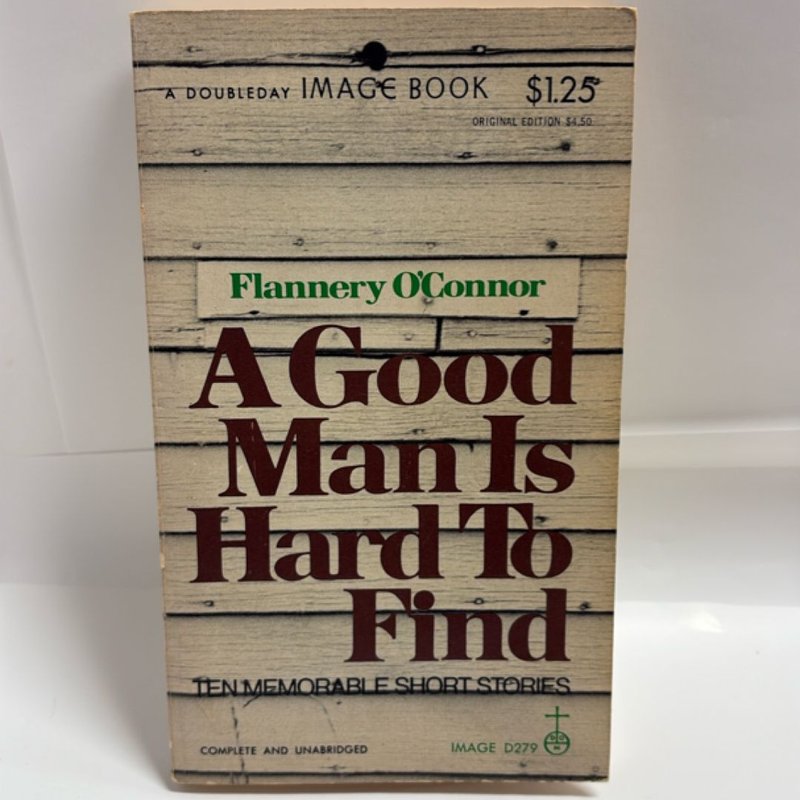 A DOUBLEDAY IMAGE BOOK $1.25
ORIGINAL EDITION $4.50
Flannery O'Connor
A Good
Man Is
Hard To
Find
TEN MEMORABLE SHORT STORIES
COMPLETE AND UNABRIDGED IMAGE D279